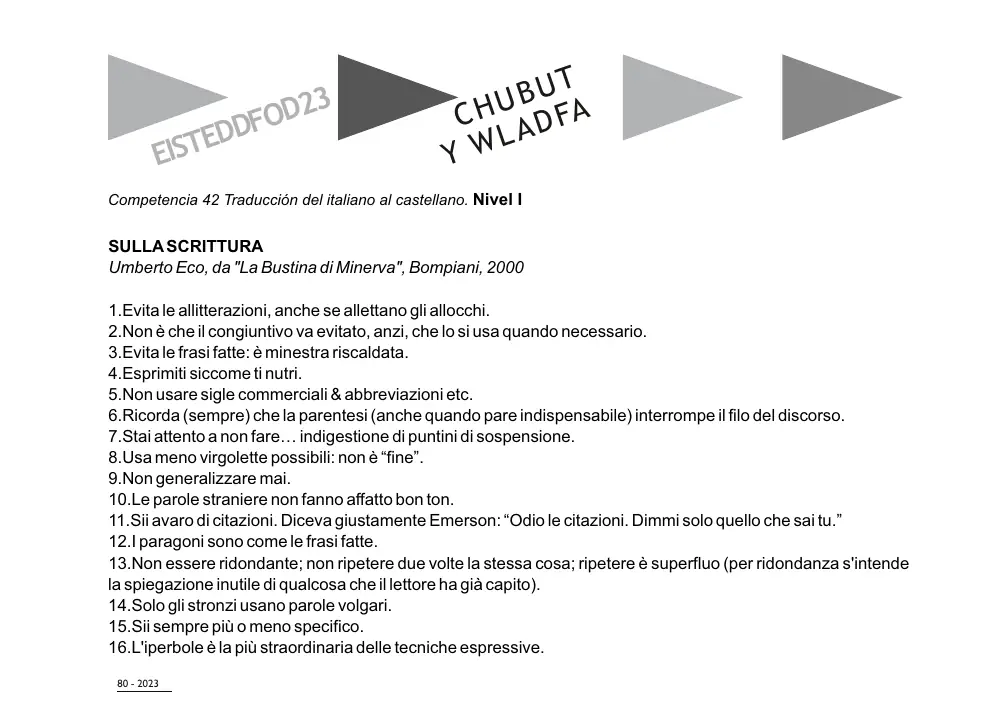 EISTEDDFOD23
CHUBUT
Y WLADFA
Competencia 42 Traducción del italiano al castellano. Nivel I
SULLA SCRITTURA
Umberto Eco, da "La Bustina di Minerva", Bompiani, 2000
1.Evita le allitterazioni, anche se allettano gli allocchi.
2.Non è che il congiuntivo va evitato, anzi, che lo si usa quando necessario.
3.Evita le frasi fatte: è minestra riscaldata.
4.Esprimiti siccome ti nutri.
5.Non usare sigle commerciali & abbreviazioni etc.
6.Ricorda (sempre) che la parentesi (anche quando pare indispensabile) interrompe il filo del discorso.
7.Stai attento a non fare… indigestione di puntini di sospensione.
8.Usa meno virgolette possibili: non è “fine”.
9.Non generalizzare mai.
10.Le parole straniere non fanno affatto bon ton.
11.Sii avaro di citazioni. Diceva giustamente Emerson: “Odio le citazioni. Dimmi solo quello che sai tu.”
12.I paragoni sono come le frasi fatte.
13.Non essere ridondante; non ripetere due volte la stessa cosa; ripetere è superfluo (per ridondanza s'intende
la spiegazione inutile di qualcosa che il lettore ha già capito).
14.Solo gli stronzi usano parole volgari.
15.Sii sempre più o meno specifico.
16.L'iperbole è la più straordinaria delle tecniche espressive.
80 - 2023